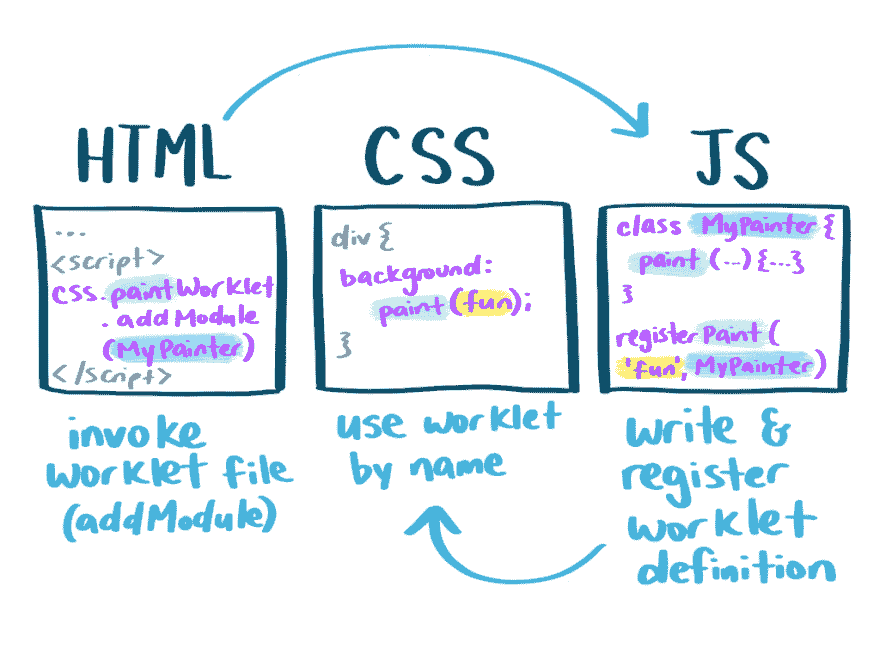 HTML
...
<script>
CSS.paintWorklet
.addModule
(MyPainter)
</script>
invoke
worklet file
(addModule)
CSS
div {
background:
paint(fun);
}
use worklet
by name
JS
class MyPainter {
paint(...){...}
}
registerPaint(
'fun', MyPainter)
write &
register
worklet
definition